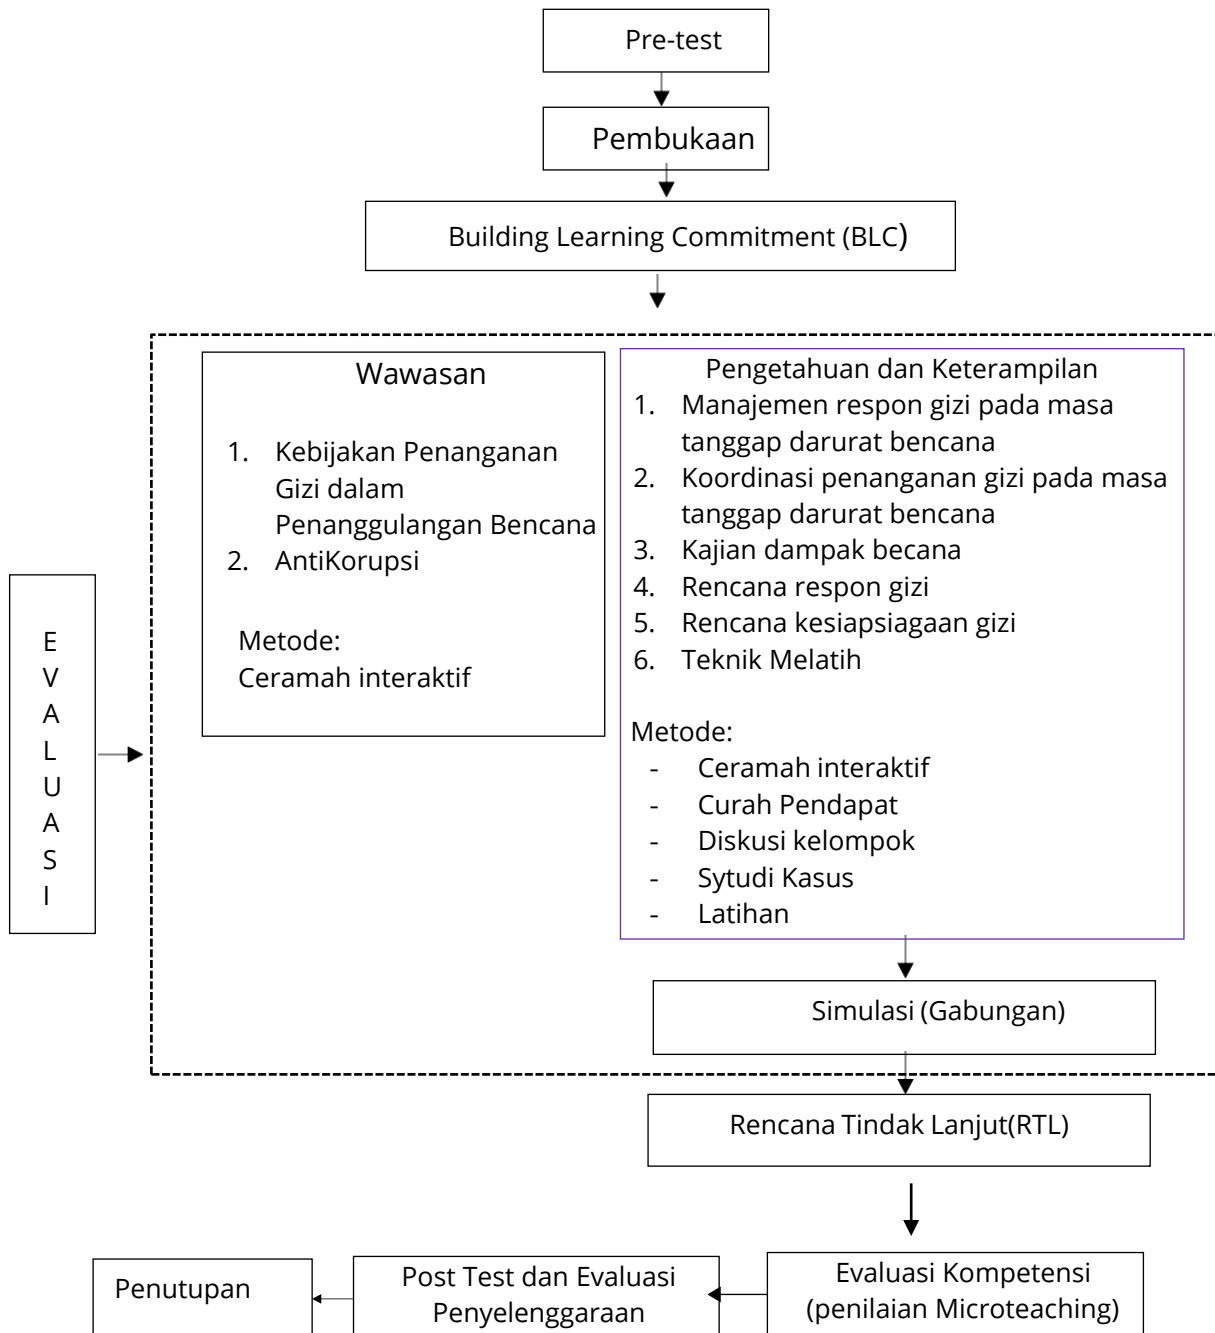 Pre-test
Pembukaan
Building Learning Commitment (BLC)
Wawasan
1. Kebijakan Penanganan
Gizi dalam
Penanggulangan Bencana
2. AntiKorupsi
Metode:
Ceramah interaktif
Pengetahuan dan Keterampilan
1. Manajemen respon gizi pada masa
tanggap darurat bencana
2. Koordinasi penanganan gizi pada masa
tanggap darurat bencana
3. Kajian dampak becana
4. Rencana respon gizi
5. Rencana kesiapsiagaan gizi
6. Teknik Melatih
Metode:
- Ceramah interaktif
- Curah Pendapat
- Diskusi kelompok
- Sytudi Kasus
- Latihan
E
V
A
L
U
A
S
I
Simulasi (Gabungan)
Rencana Tindak Lanjut(RTL)
Evaluasi Kompetensi
(penilaian Microteaching)
Post Test dan Evaluasi
Penyelenggaraan
Penutupan